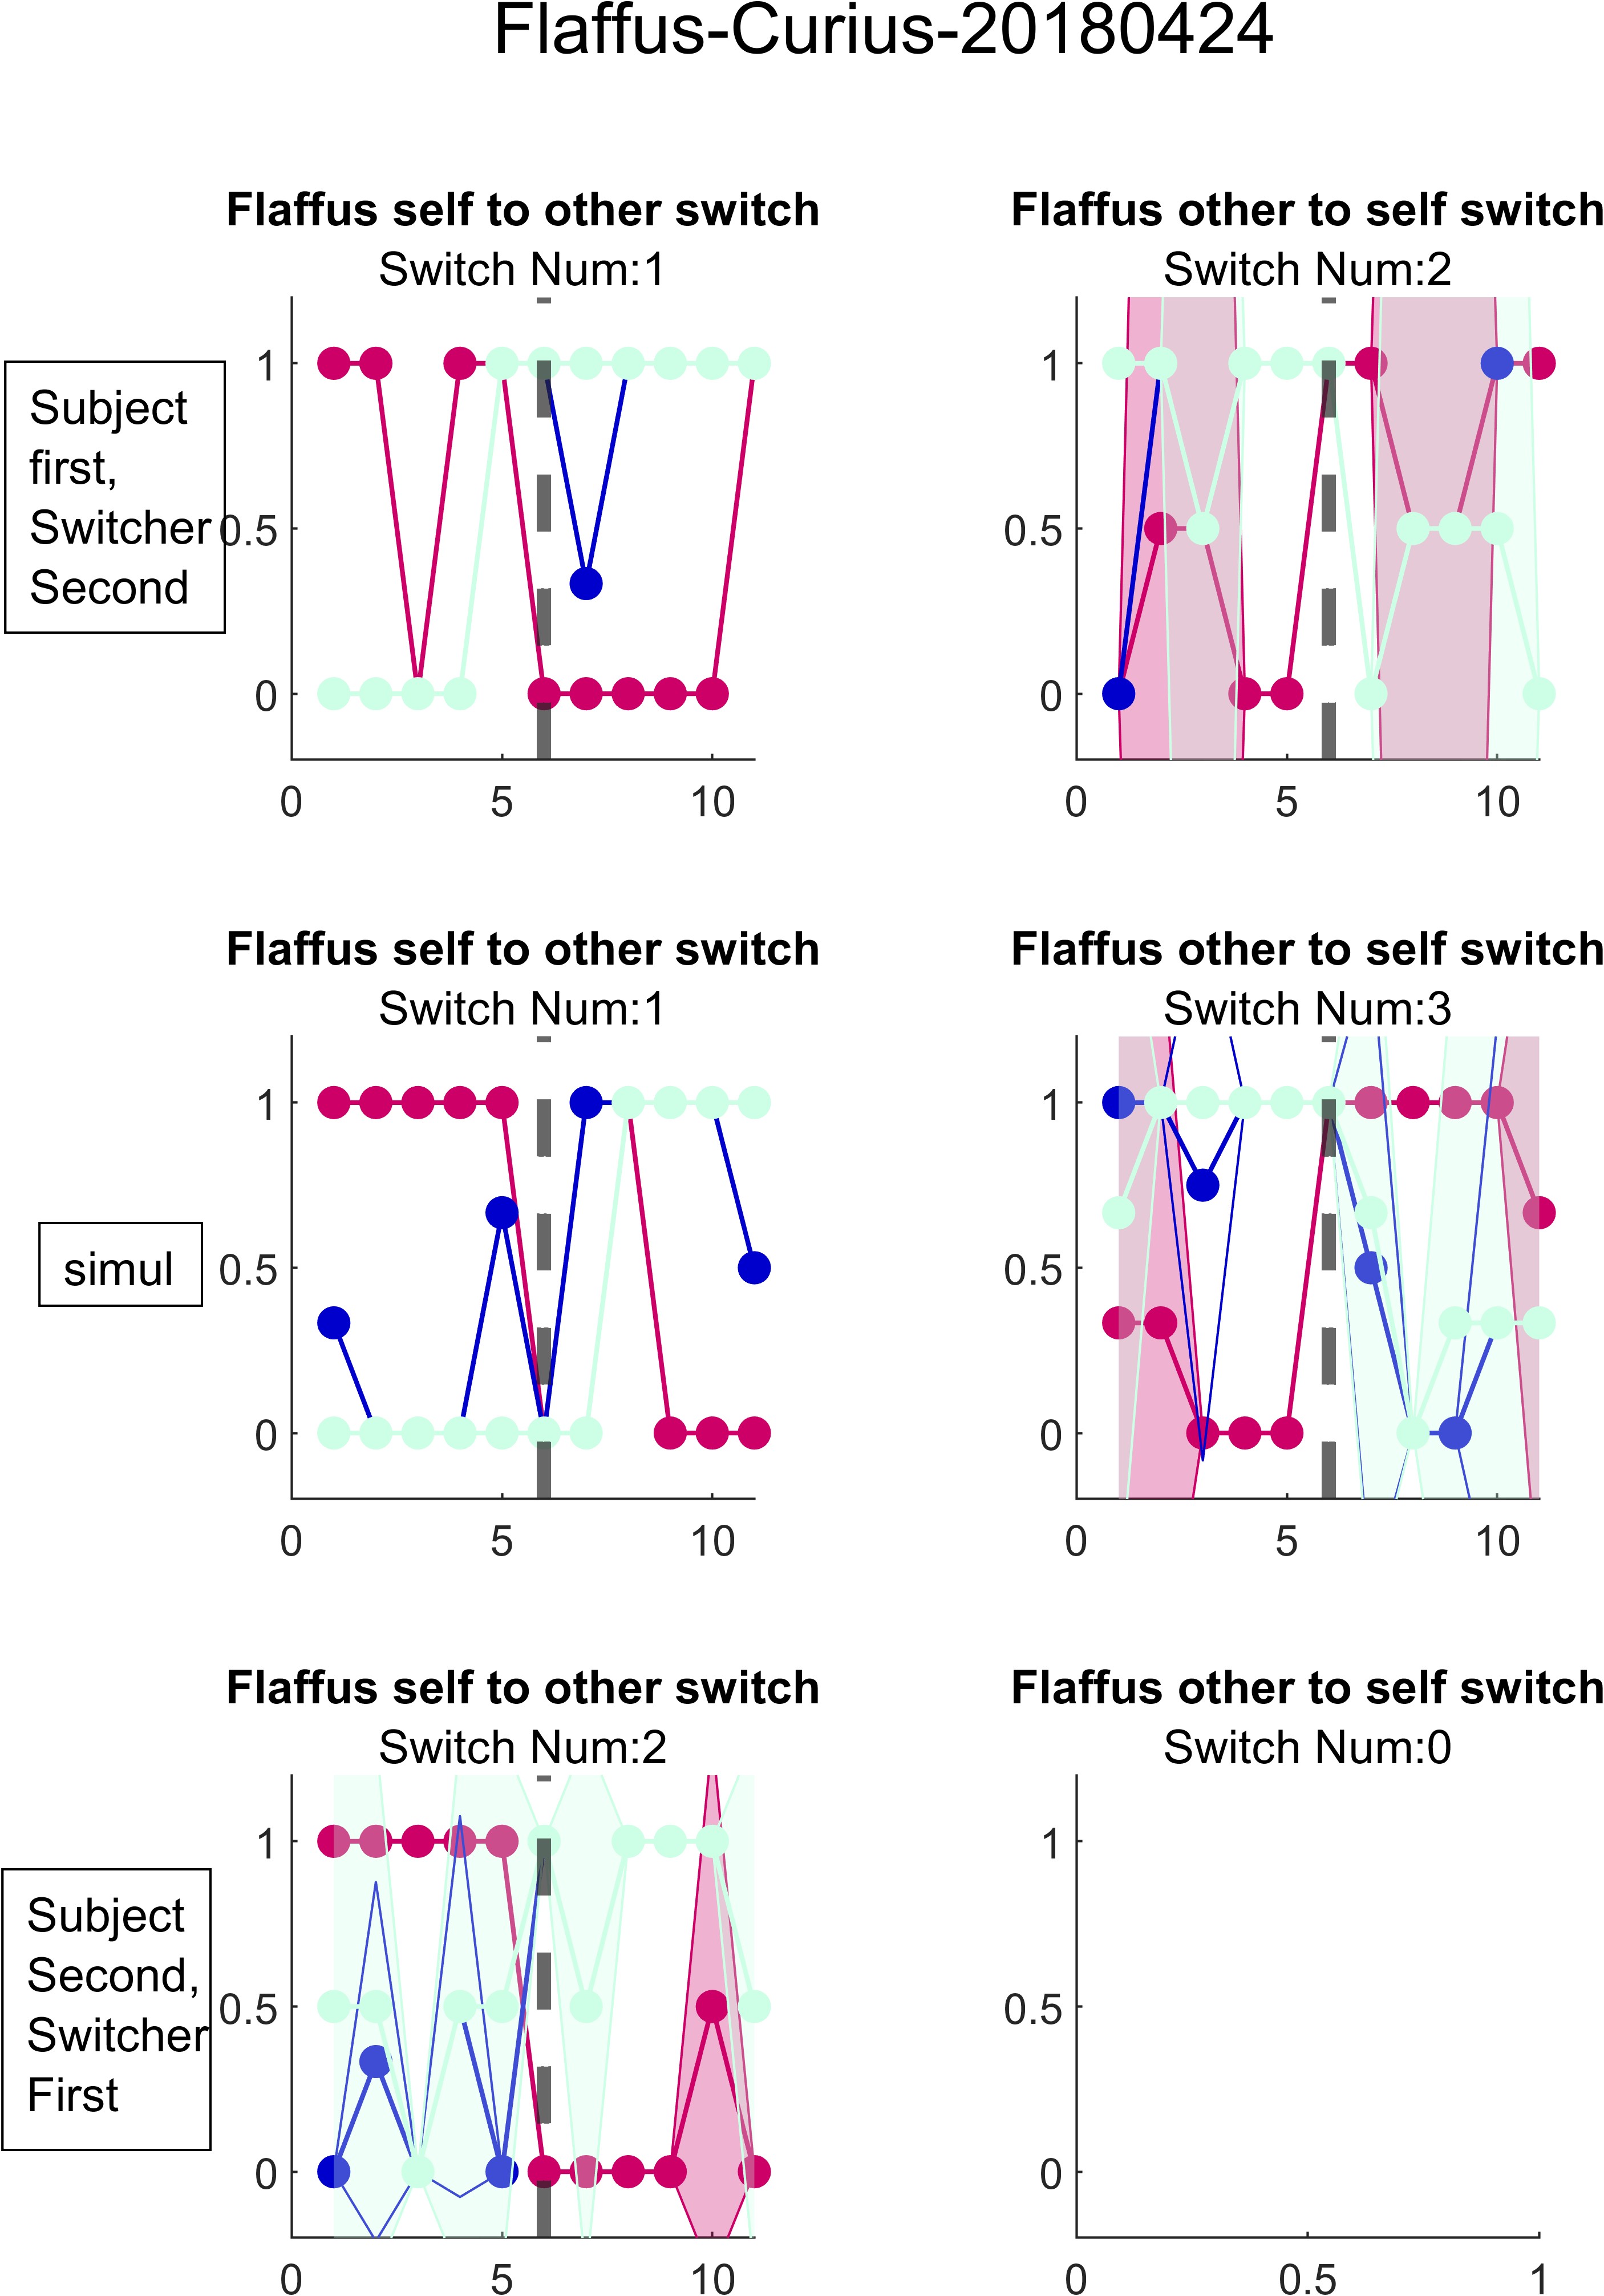 Flaffus-Curius-20180424
Flaffus self to other switch
Switch Num:1
Flaffus other to self switch
Switch Num:2
Subject
first,
Switcher
Second
1
0.5
0
0
5
10
1
0.5
0
0
5
10
Flaffus self to other switch
Switch Num:1
Flaffus other to self switch
Switch Num:3
simul
1
0.5
0
0
5
10
1
0.5
0
0
5
10
Flaffus self to other switch
Switch Num:2
Flaffus other to self switch
Switch Num:0
Subject
Second,
Switcher
First
1
0.5
0
0
5
10
1
0.5
0
0
0.5
1